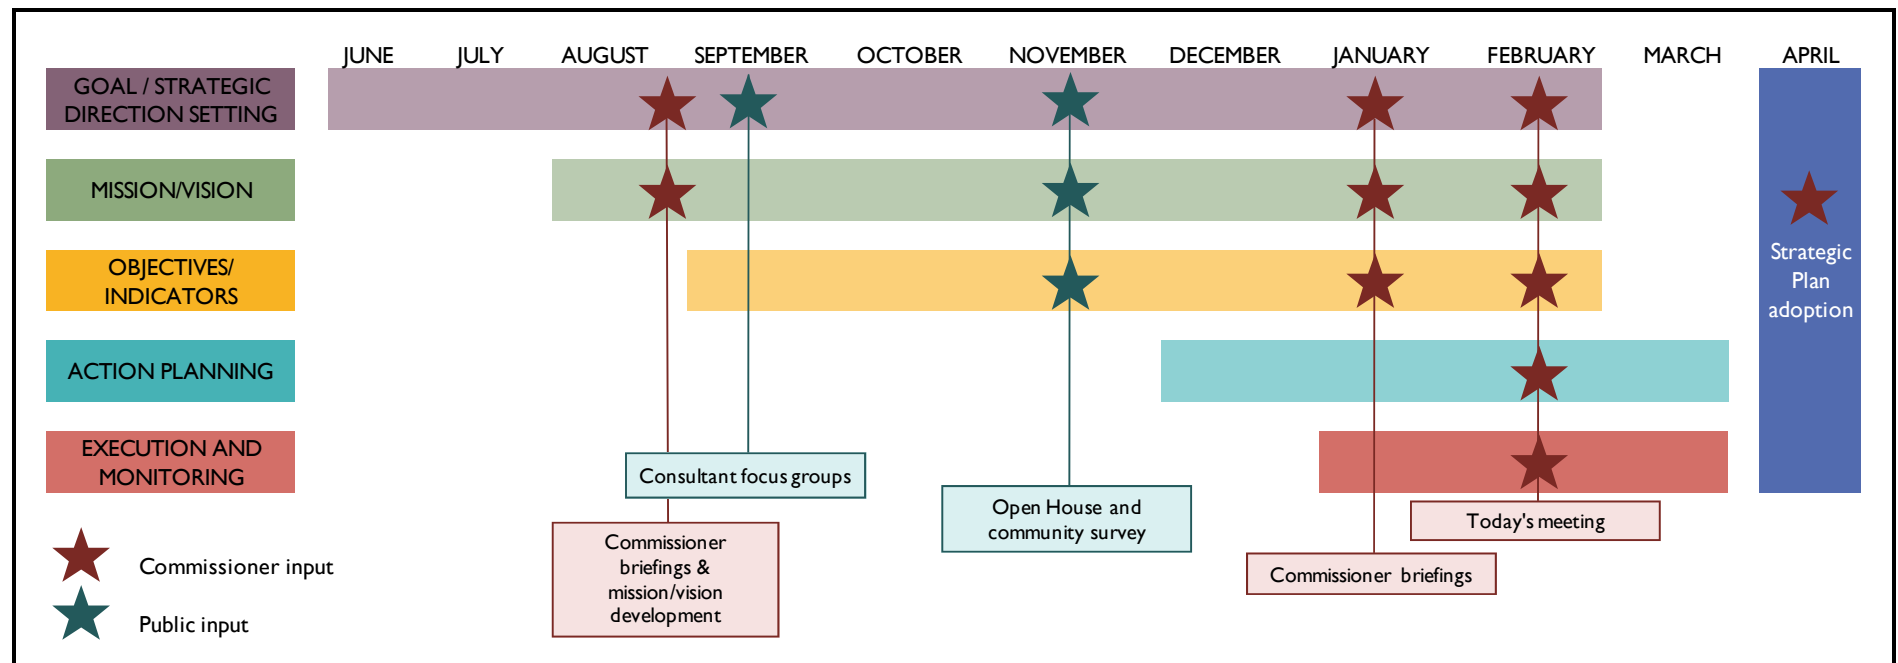 JUNE JULY AUGUST SEPTEMBER OCTOBER NOVEMBER DECEMBER JANUARY FEBRUARY MARCH APRIL
GOAL / STRATEGIC
DIRECTION SETTING
MISSION/VISION
OBJECTIVES/
INDICATORS
ACTION PLANNING
EXECUTION AND
MONITORING
Strategic
Plan
adoption
Consultant focus groups
Open House and
community survey
Today's meeting
Commissioner
briefings &
mission/vision
development
Commissioner briefings
Commissioner input
Public input